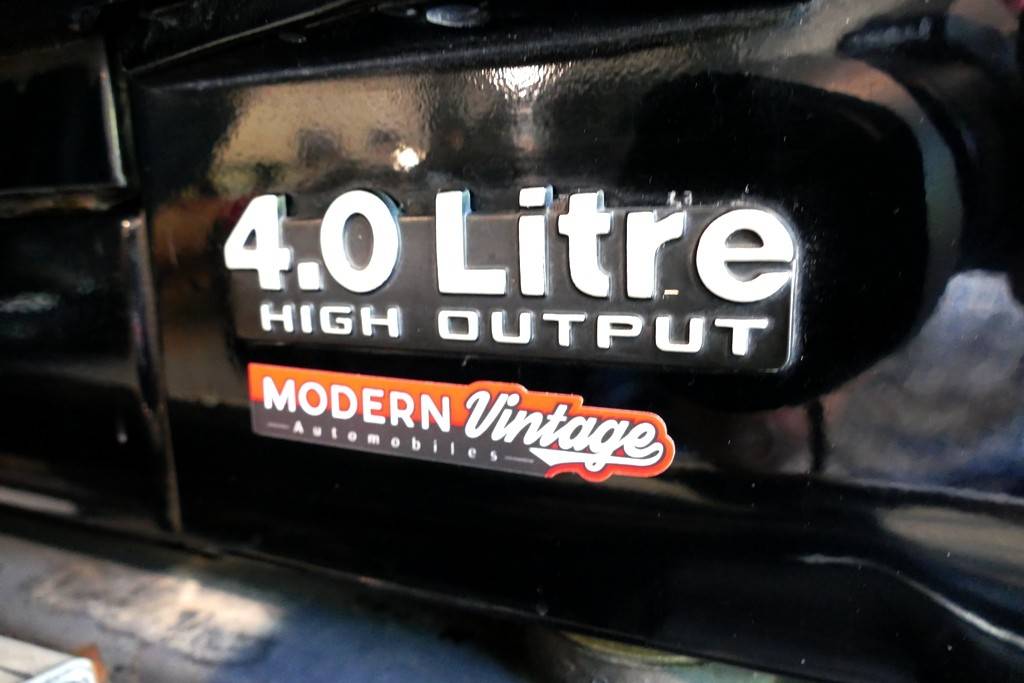 4.0 Litre
HIGH OUTPUT
MODERN Vintage
Automobiles